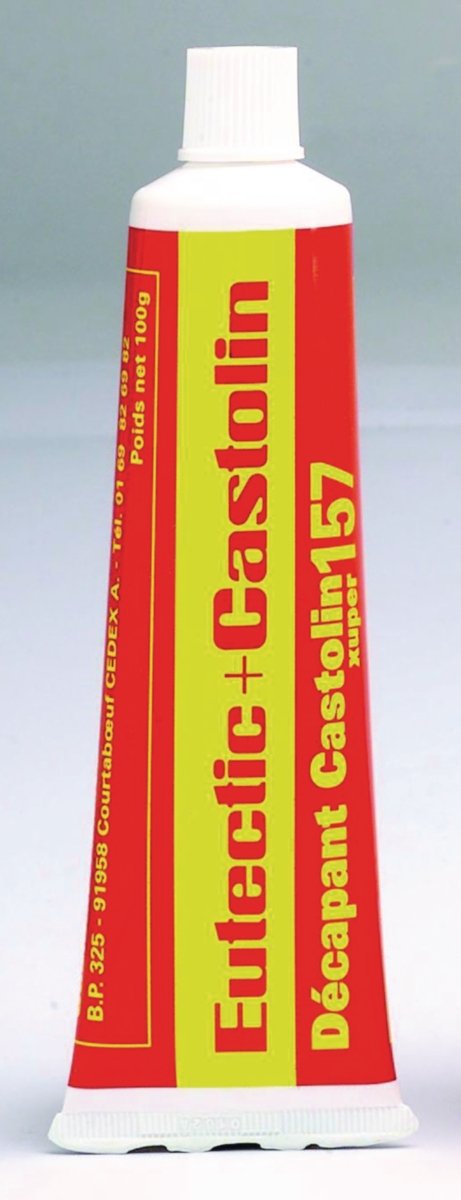 Poids net 100g
B.P. 325 - 91958 Courtabœuf CEDEX A. - Tél. 01 69 82 69 82
Eutectic+Castolin
Décapant Castolin 157
xuper